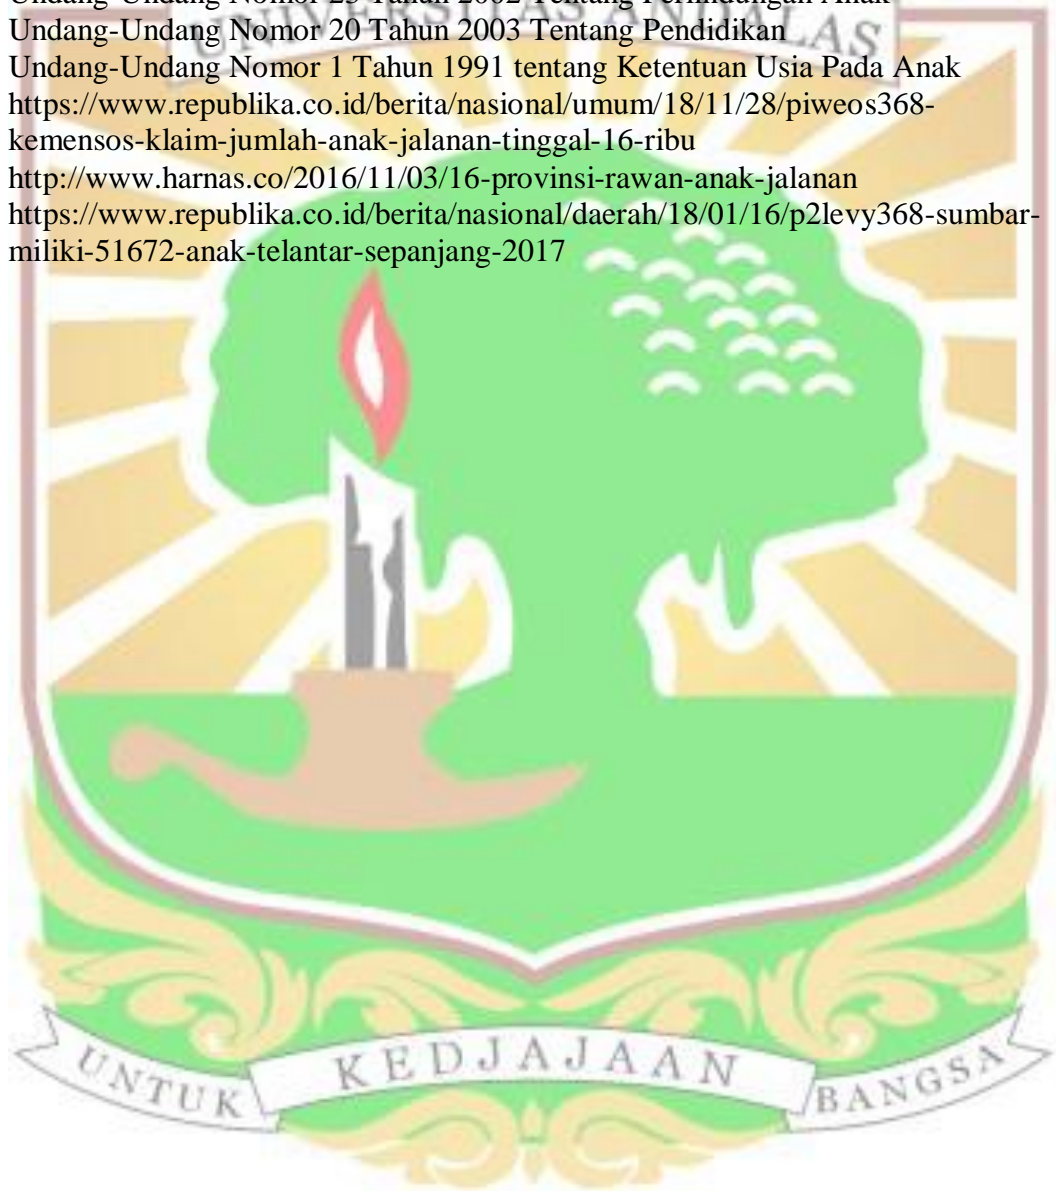 Undang-Undang Nomor 23 Tahun 2002 Tentang Perlindungan Anak
UNIVERSITAS ANDALAS
Undang-Undang Nomor 20 Tahun 2003 Tentang Pendidikan
Undang-Undang Nomor 1 Tahun 1991 tentang Ketentuan Usia Pada Anak
https://www.republika.co.id/berita/nasional/umum/18/11/28/piweos368-
kemensos-klaim-jumlah-anak-jalanan-tinggal-16-ribu
http://www.harnas.co/2016/11/03/16-provinsi-rawan-anak-jalanan
https://www.republika.co.id/berita/nasional/daerah/18/01/16/p2levy368-sumbar-
miliki-51672-anak-telantar-sepanjang-2017
UNTUK KEDJAJAAN BANGSA